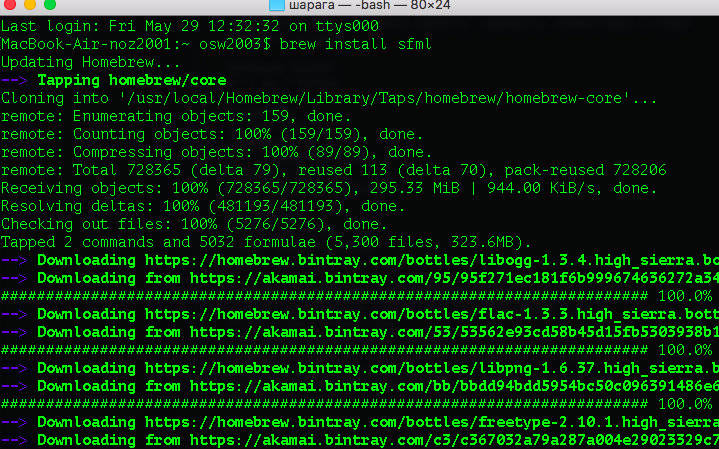 шарага — -bash — 80×24
Last login: Fri May 29 12:32:32 on ttys000
MacBook-Air-noz2001:~ osw2003$ brew install sfml
Updating Homebrew...
==> Tapping homebrew/core
Cloning into '/usr/local/Homebrew/Library/Taps/homebrew/homebrew-core'...
remote: Enumerating objects: 159, done.
remote: Counting objects: 100% (159/159), done.
remote: Compressing objects: 100% (89/89), done.
remote: Total 728365 (delta 79), reused 113 (delta 70), pack-reused 728206
Receiving objects: 100% (728365/728365), 295.33 MiB | 944.00 KiB/s, done.
Resolving deltas: 100% (481193/481193), done.
Checking out files: 100% (5276/5276), done.
Tapped 2 commands and 5032 formulae (5,300 files, 323.6MB).
==> Downloading https://homebrew.bintray.com/bottles/libogg-1.3.4.high_sierra.bo
==> Downloading from https://akamai.bintray.com/95/95f271ec181f6b999674636272a34
######################################################################## 100.0%
==> Downloading https://homebrew.bintray.com/bottles/flac-1.3.3.high_sierra.bott
==> Downloading from https://akamai.bintray.com/53/53562e93cd58b45d15fb5303938b1
######################################################################## 100.0%
==> Downloading https://homebrew.bintray.com/bottles/libpng-1.6.37.high_sierra.b
==> Downloading from https://akamai.bintray.com/bb/bbdd94bdd5954bc50c096391486e6
######################################################################## 100.0%
==> Downloading https://homebrew.bintray.com/bottles/freetype-2.10.1.high_sierra
==> Downloading from https://akamai.bintray.com/c3/c367032a79a287a004e29023329c7